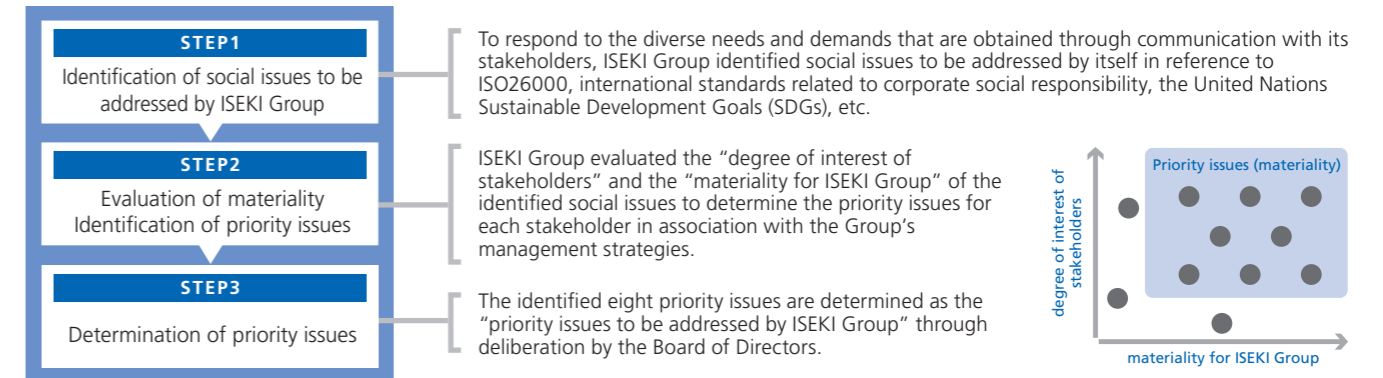 STEP1
Identification of social issues to be
addressed by ISEKI Group
To respond to the diverse needs and demands that are obtained through communication with its
stakeholders, ISEKI Group identified social issues to be addressed by itself in reference to
ISO26000, international standards related to corporate social responsibility, the United Nations
Sustainable Development Goals (SDGs), etc.
STEP2
Evaluation of materiality
Identification of priority issues
ISEKI Group evaluated the “degree of interest of
stakeholders” and the “materiality for ISEKI Group” of the
identified social issues to determine the priority issues for
each stakeholder in association with the Group’s
management strategies.
STEP3
Determination of priority issues
The identified eight priority issues are determined as the
“priority issues to be addressed by ISEKI Group” through
deliberation by the Board of Directors.
Priority issues (materiality)
degree of interest of
stakeholders
materiality for ISEKI Group